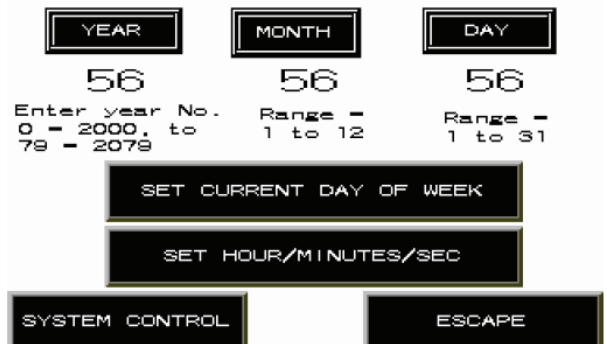 YEAR MONTH DAY
56 56 56
Enter year No.
0 - 2000, to
79 - 2079
Range -
1 to 12
Range -
1 to 31
SET CURRENT DAY OF WEEK
SET HOUR/MINUTES/SEC
SYSTEM CONTROL ESCAPE